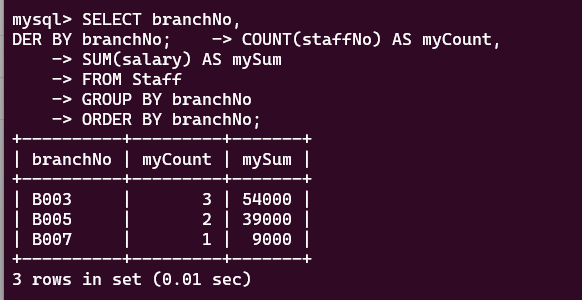 mysql> SELECT branchNo,
DER BY branchNo;    -> COUNT(staffNo) AS myCount,
    -> SUM(salary) AS mySum
    -> FROM Staff
    -> GROUP BY branchNo
    -> ORDER BY branchNo;
+----------+---------+-------+
| branchNo | myCount | mySum |
+----------+---------+-------+
| B003     |       3 | 54000 |
| B005     |       2 | 39000 |
| B007     |       1 |  9000 |
+----------+---------+-------+
3 rows in set (0.01 sec)